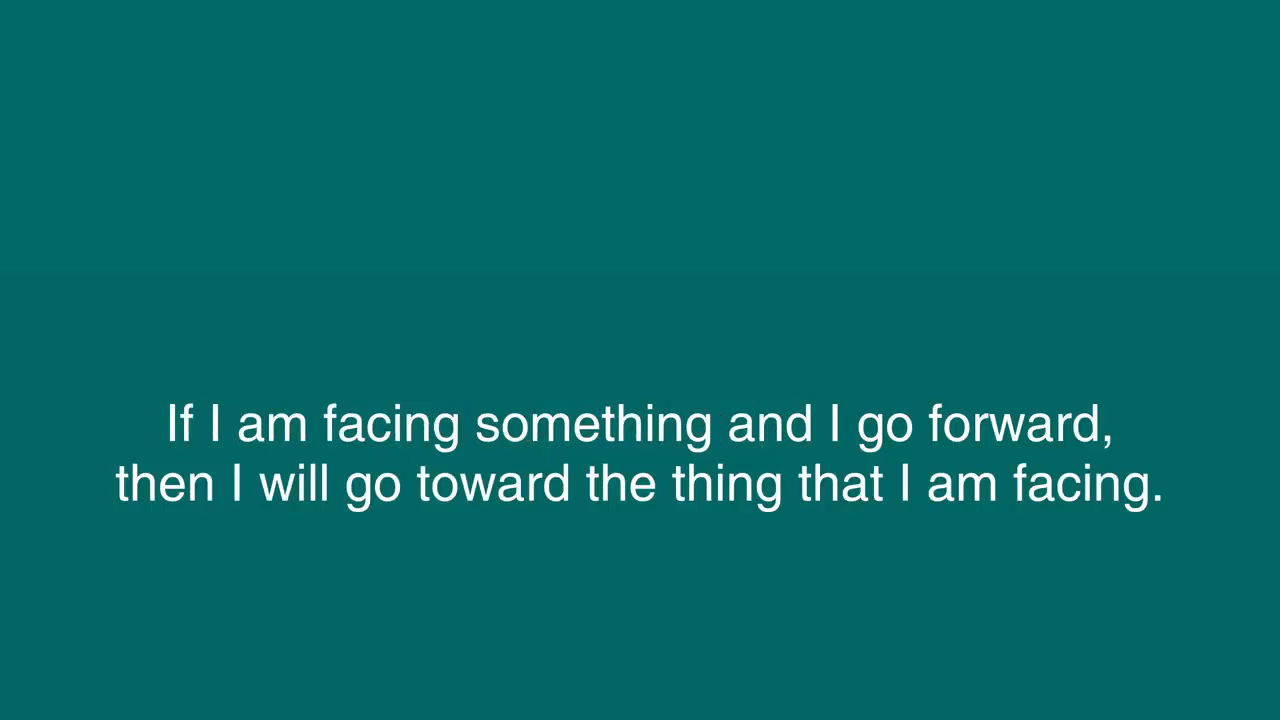 If I am facing something and I go forward,
then I will go toward the thing that I am facing.